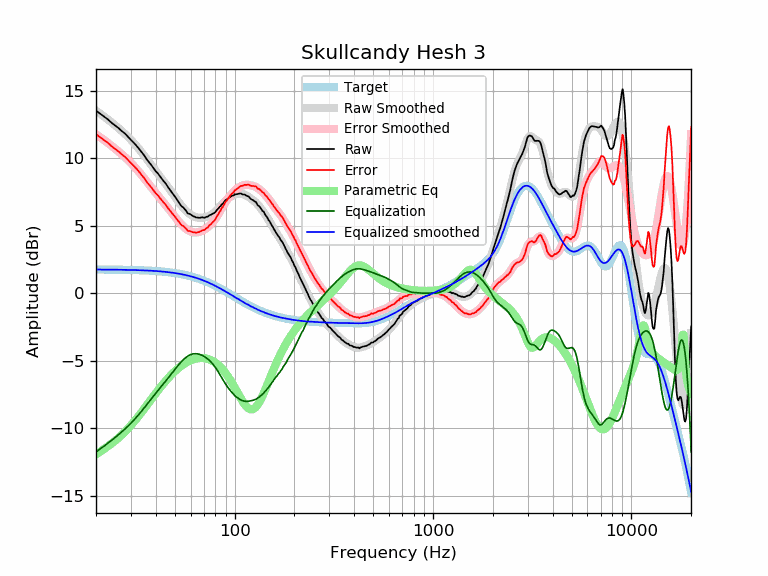 Skullcandy Hesh 3
Target
Raw Smoothed
Error Smoothed
Raw
Error
Parametric Eq
Equalization
Equalized smoothed
15
10
5
0
−5
−10
−15
Amplitude (dBr)
100
1000
10000
Frequency (Hz)